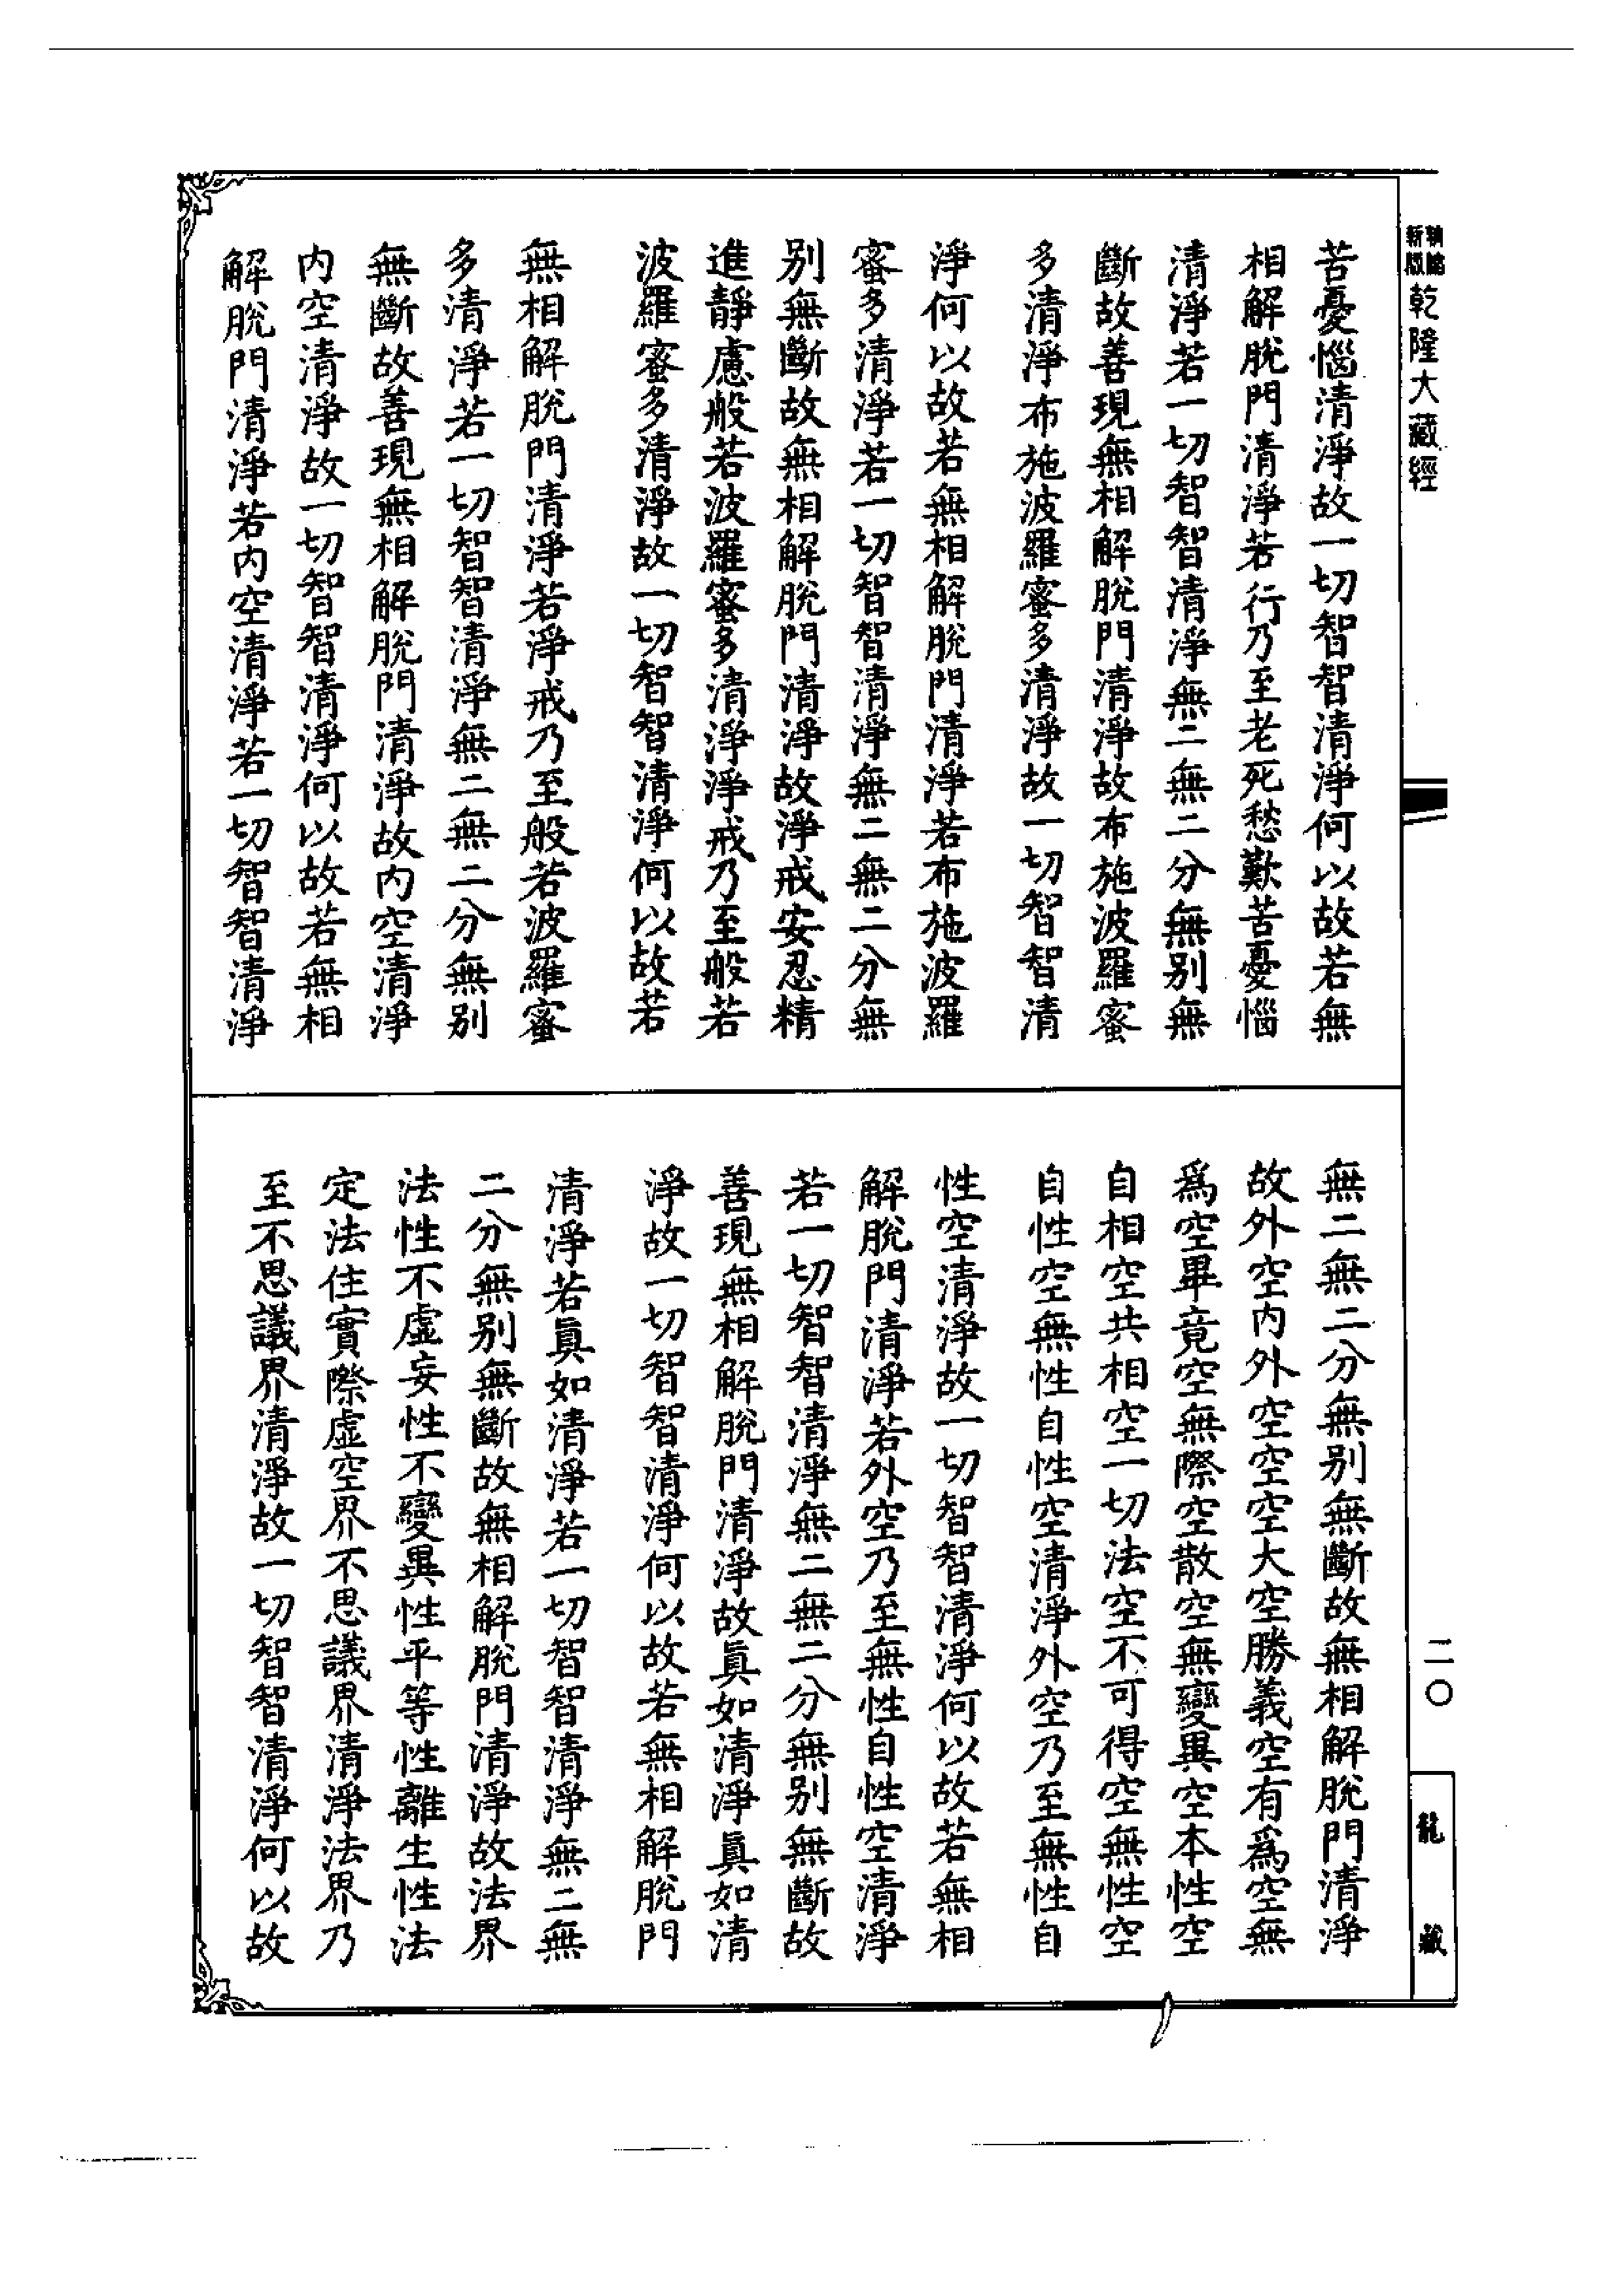 新版
乾隆大藏經
苦憂惱清淨故一切智智清淨何以故若無
相解脫門清淨若行乃至老死愁歎苦憂惱
清淨若一切智智清淨無二無二分無别無
斷故善現無相解脫門清淨故布施波羅蜜
多清淨布施波羅蜜多清淨故一切智智清
淨何以故若無相解脫門清淨若布施波羅
蜜多清淨若一切智智清淨無二無二分無
别無斷故無相解脫門清淨故淨戒安忍精
進靜慮般若波羅蜜多清淨淨戒乃至般若
波羅蜜多清淨故一切智智清淨何以故若
無相解脫門清淨若淨戒乃至般若波羅蜜
多清淨若一切智智清淨無二無二分無别
無斷故善現無相解脫門清淨故内空清淨
内空清淨故一切智智清淨何以故若無相
解脫門清淨若内空清淨若一切智智清淨
無二無二分無别無斷故無相解脫門清淨
故外空内外空空空大空勝義空有爲空無
爲空畢竟空無際空散空無變異空本性空
自相空共相空一切法空不可得空無性空
自性空無性自性空清淨外空乃至無性自
性空清淨故一切智智清淨何以故若無相
解脫門清淨若外空乃至無性自性空清淨
若一切智智清淨無二無二分無别無斷故
善現無相解脫門清淨故眞如清淨眞如清
淨故一切智智清淨何以故若無相解脫門
清淨若眞如清淨若一切智智清淨無二無
二分無别無斷故無相解脫門清淨故法界
法性不虛妄性不變異性平等性離生性法
定法住實際虛空界不思議界清淨法界乃
至不思議界清淨故一切智智清淨何以故
二〇
龍藏